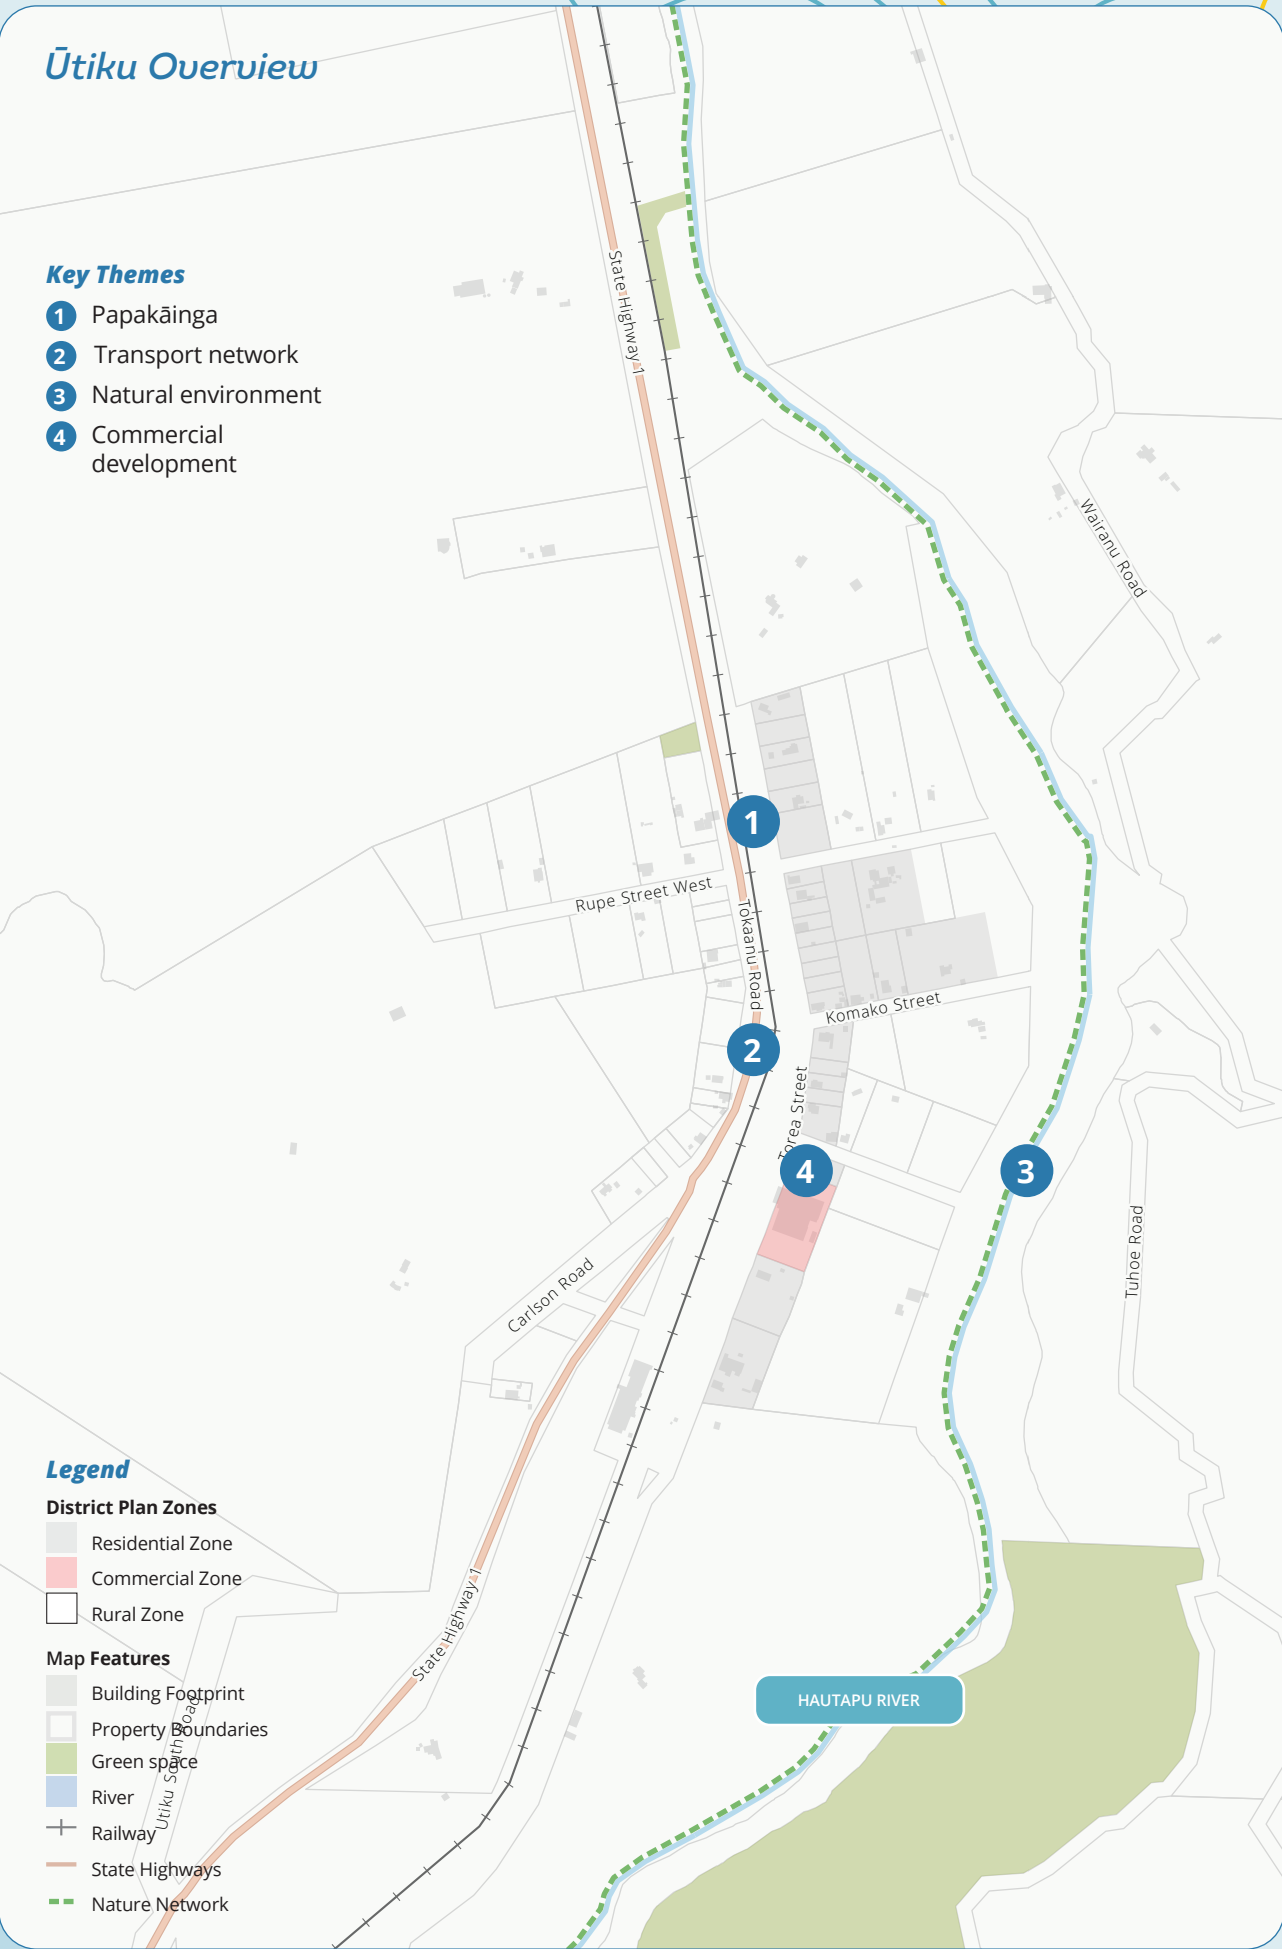 Ūtiku Overview
Key Themes
1 Papakāinga
2 Transport network
3 Natural environment
4 Commercial
development
State Highway 1
Wairanu Road
1
Rupe Street West
Tokaanu Road
Komako Street
2
Torea Street
4
3
Tuhoe Road
Carlson Road
State Highway 1
HAUTAPU RIVER
Utiku South Road
Legend
District Plan Zones
Residential Zone
Commercial Zone
Rural Zone
Map Features
Building Footprint
Property Boundaries
Green space
River
Railway
State Highways
Nature Network